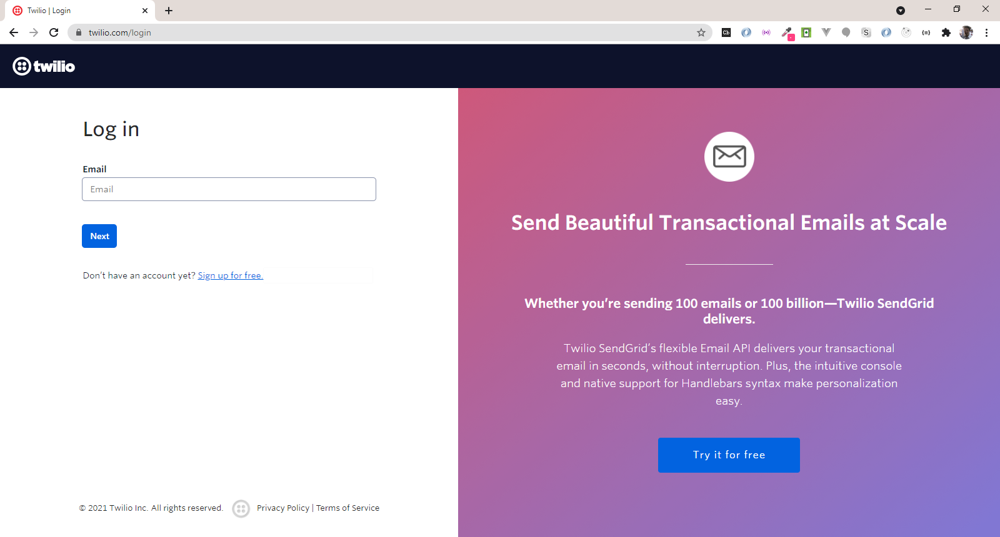 Twilio | Login
twilio.com/login
twilio
Log in
Email
Email
Next
Don’t have an account yet? Sign up for free.
© 2021 Twilio Inc. All rights reserved.
Privacy Policy | Terms of Service
Send Beautiful Transactional Emails at Scale
Whether you’re sending 100 emails or 100 billion—Twilio SendGrid
delivers.
Twilio SendGrid’s flexible Email API delivers your transactional
email in seconds, without interruption. Plus, the intuitive console
and native support for Handlebars syntax make personalization
easy.
Try it for free